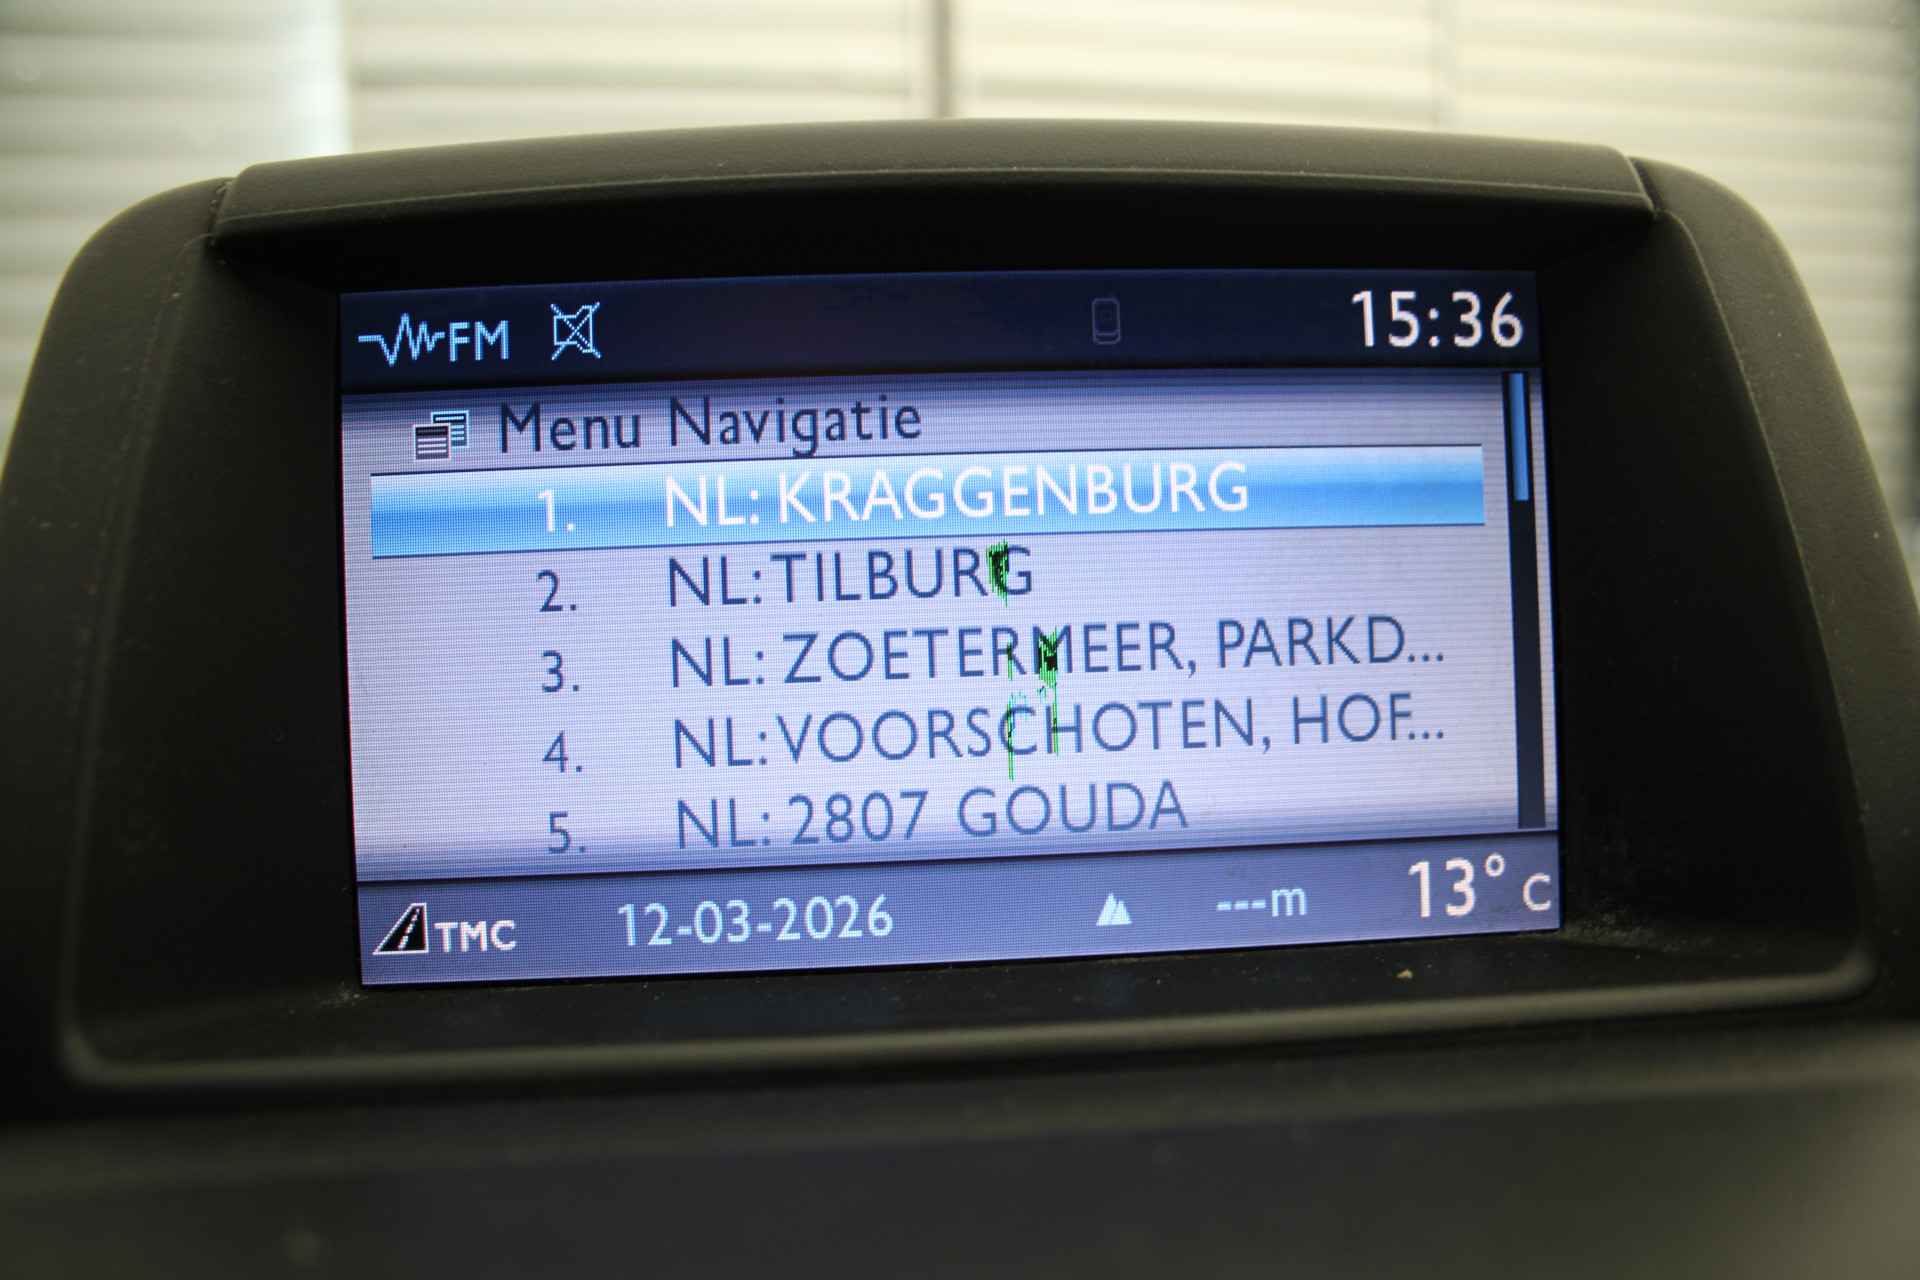 FM 15:36
Menu Navigatie
1. NL: KRAGGENBURG
2. NL: TILBURG
3. NL: ZOETERMEER, PARKD...
4. NL: VOORSCHOTEN, HOF...
5. NL: 2807 GOUDA
TMC 12-03-2026 ---m 13° C